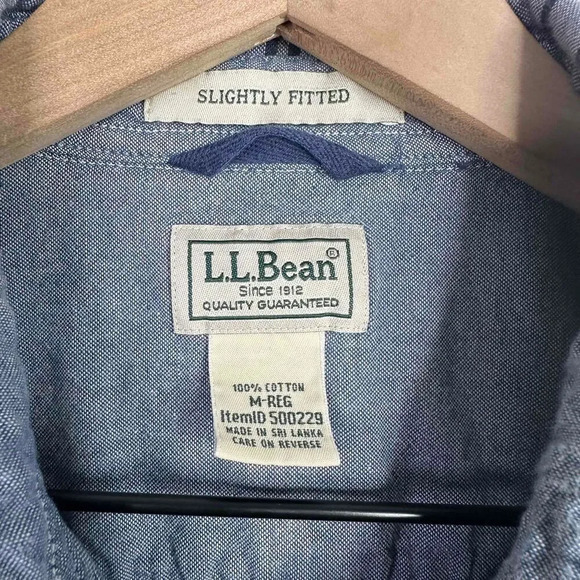 SLIGHTLY FITTED
L.L.Bean®
Since 1912
QUALITY GUARANTEED
100% COTTON
M-REG
ItemID 500229
MADE IN SRI LANKA
CARE ON REVERSE